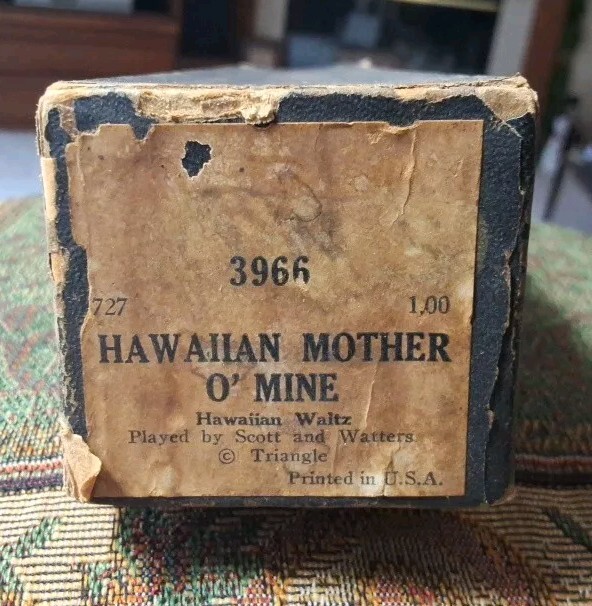 3966
727 1,00
HAWAIIAN MOTHER
O' MINE
Hawaiian Waltz
Played by Scott and Watters
© Triangle
Printed in U.S.A.